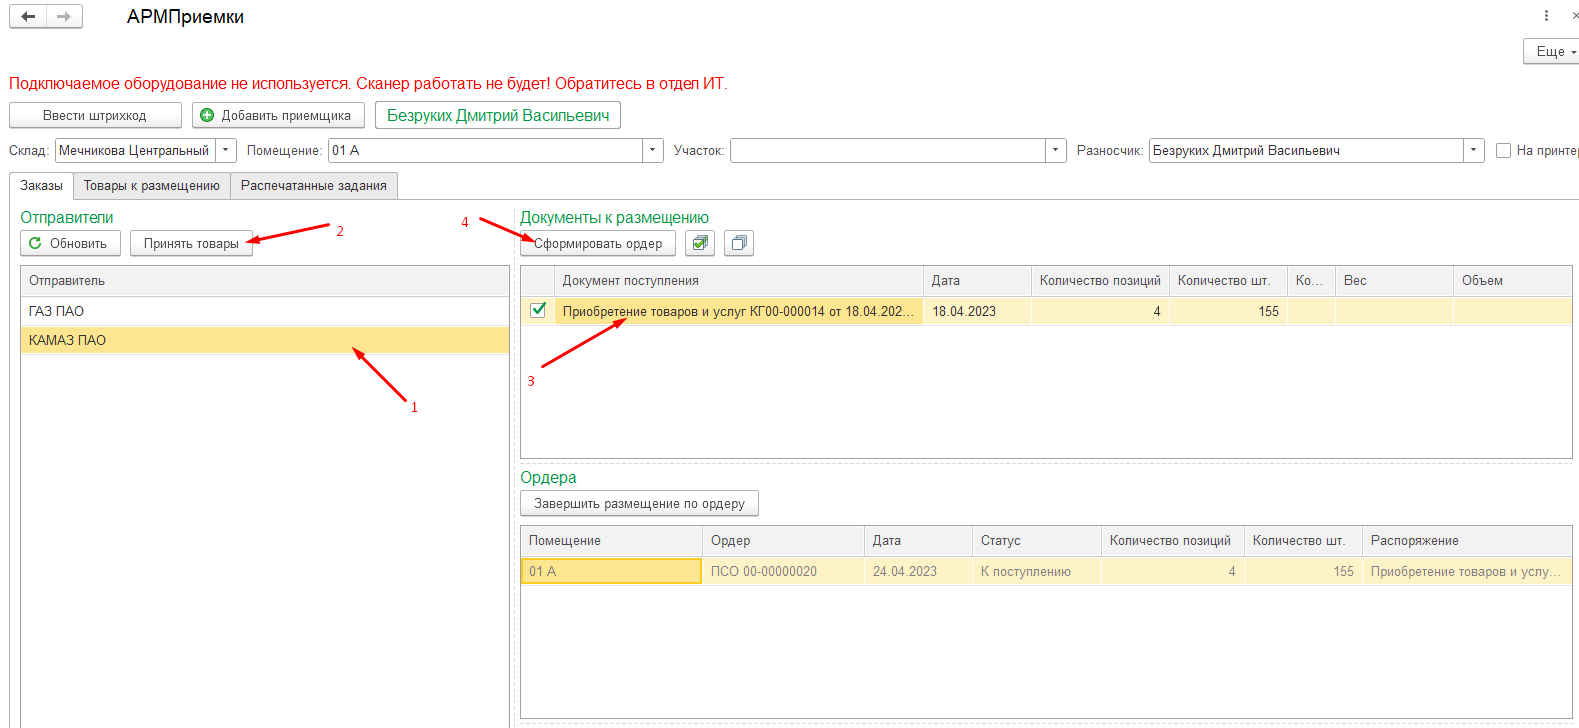 АРМПриемки
Еще
Подключаемое оборудование не используется. Сканер работать не будет! Обратитесь в отдел ИТ.
Ввести штрихкод Добавить приемщика Безруких Дмитрий Васильевич
Склад: Мечникова Центральный Помещение: 01 А Участок: Разносчик: Безруких Дмитрий Васильевич На принтер
Заказы Товары к размещению Распечатанные задания
Отправители
2
Обновить Принять товары
Отправитель
ГАЗ ПАО
КАМАЗ ПАО
1
4
Документы к размещению
Сформировать ордер
Документ поступления Дата Количество позиций Количество шт. Ко... Вес Объем
Приобретение товаров и услуг КГ00-000014 от 18.04.202... 18.04.2023 4 155
3
Ордера
Завершить размещение по ордеру
Помещение Ордер Дата Статус Количество позиций Количество шт. Распоряжение
01 А ПСО 00-00000020 24.04.2023 К поступлению 4 155 Приобретение товаров и услу...